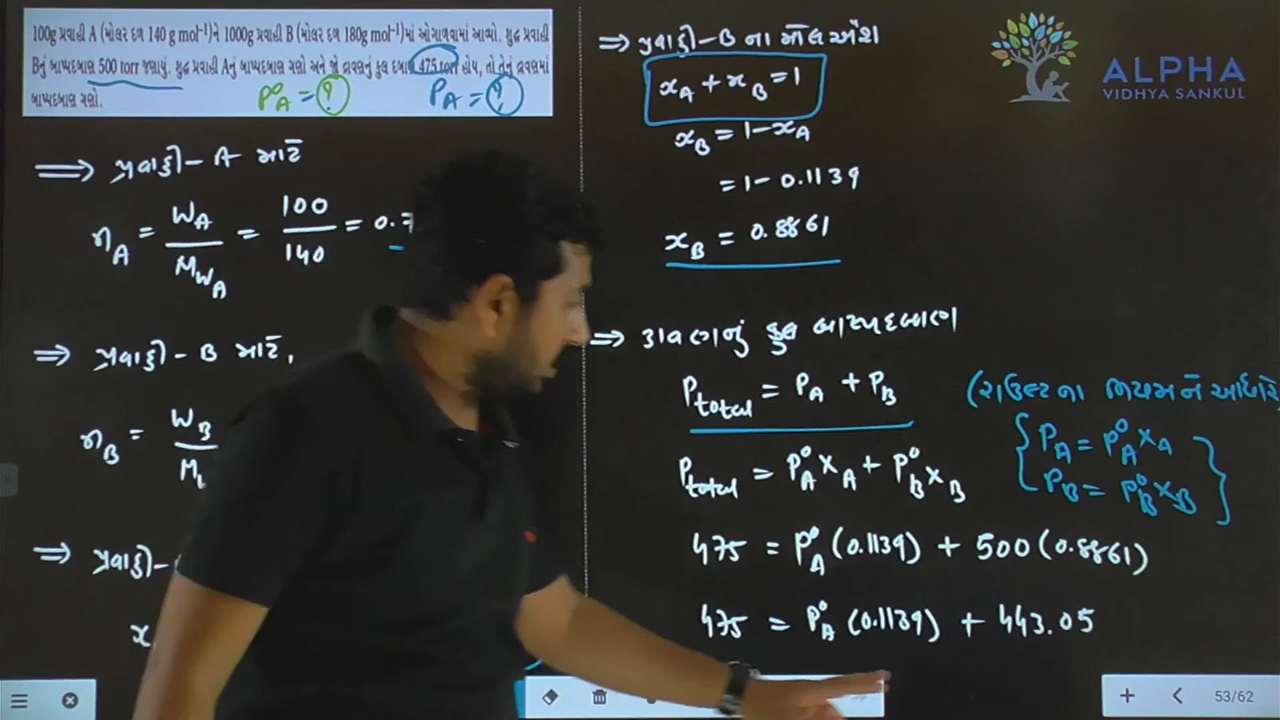 100g પ્રવાહી A (મોલર દળ 140 g mol⁻¹)ને 1000g પ્રવાહી B (મોલર દળ 180g mol⁻¹)માં ઓગાળવામાં આવ્યો. શુદ્ધ પ્રવાહી
Bનું બાષ્પદબાણ 500 torr જણાયું. શુદ્ધ પ્રવાહી Aનું બાષ્પદબાણ ગણો અને જો દ્રાવણનું કુલ દબાણ 475 torr હોય, તો તેનું દ્રાવણમાં
બાષ્પદબાણ ગણો.
P°A = ?
PA = ?
⇒ પ્રવાહી - A માટે
nA = WA / MWA = 100 / 140 = 0.7
⇒ પ્રવાહી - B માટે,
nB = WB / M
⇒ પ્રવાહી -
x
⇒ પ્રવાહી - B ના મોલ અંશ
xA + xB = 1
xB = 1 - xA
= 1 - 0.1139
xB = 0.8861
⇒ દ્રાવણનું કુલ બાષ્પદબાણ
Ptotal = PA + PB
(રાઉલ્ટના નિયમને આધારે
PA = P°A XA
PB = P°B XB
Ptotal = P°A XA + P°B XB
475 = P°A (0.1139) + 500 (0.8861)
475 = P°A (0.1139) + 443.05
ALPHA
VIDHYA SANKUL
53/62